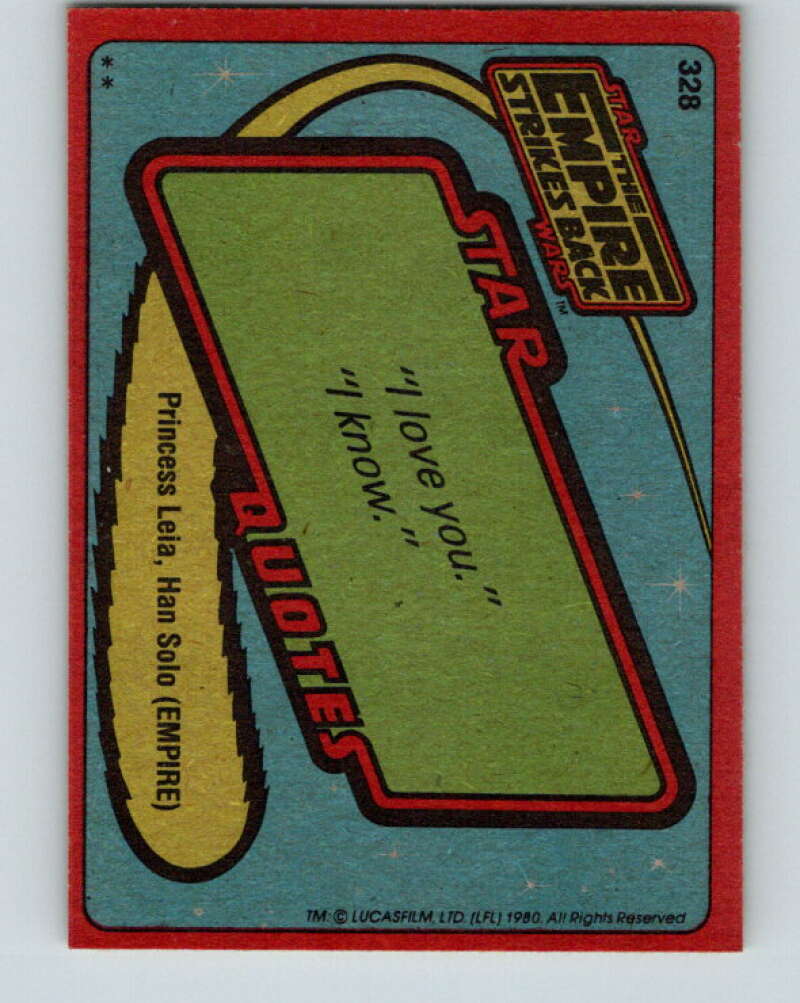 328
STAR
THE
EMPIRE
STRIKES BACK
WARS™
STAR
"I love you."
"I know."
QUOTES
Princess Leia, Han Solo (EMPIRE)
**
TM: © LUCASFILM, LTD. (LFL) 1980. All Rights Reserved